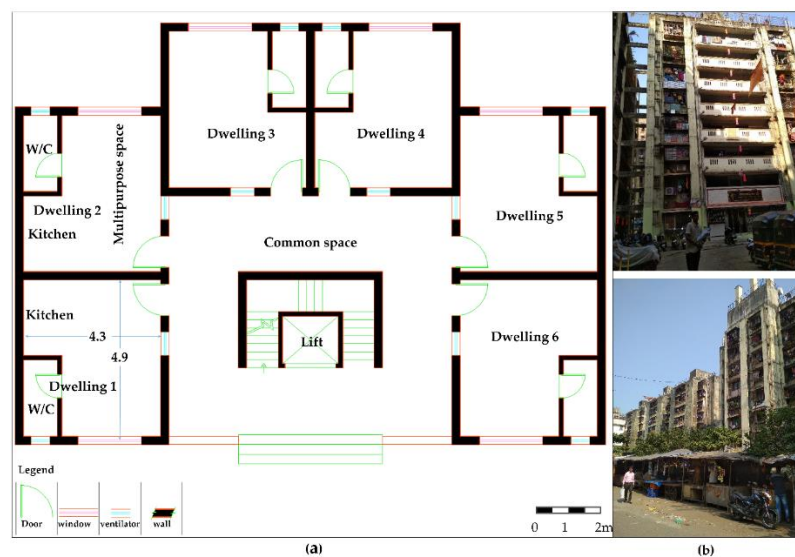 Dwelling 3
Dwelling 4
W/C
Multipurpose space
Dwelling 2
Kitchen
Dwelling 5
Common space
Kitchen
4.3
4.9
Lift
Dwelling 6
Dwelling 1
W/C
Legend
Door
window
ventilator
wall
0 1 2m
(a)
(b)